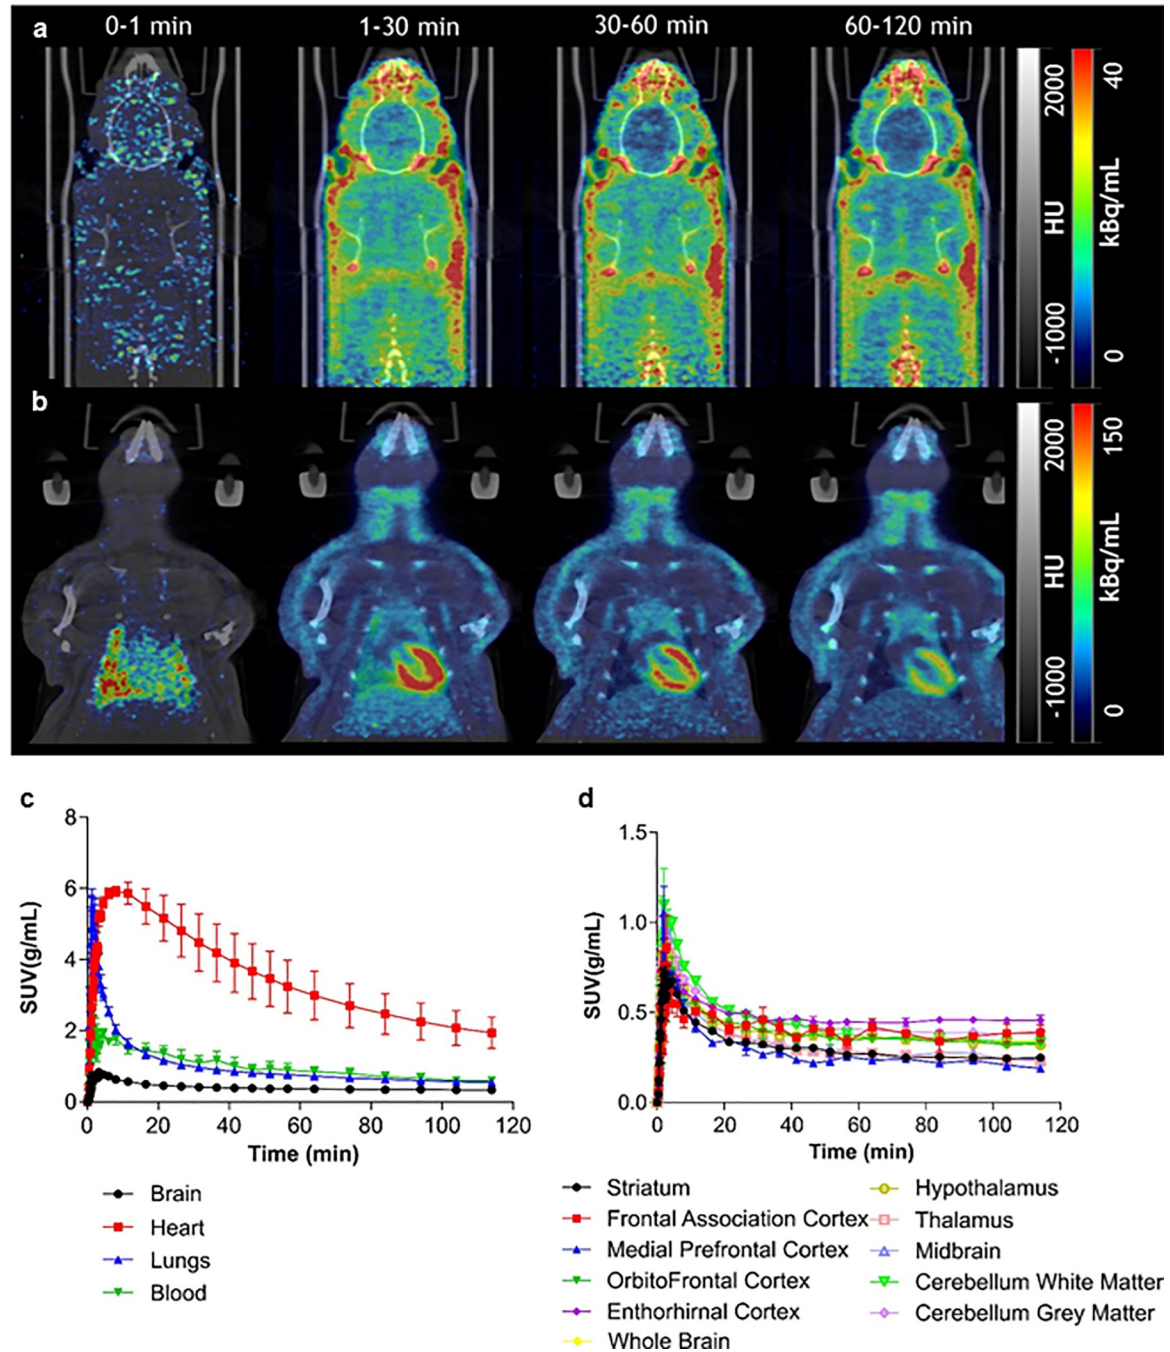 a
0-1 min
1-30 min
30-60 min
60-120 min
2000
HU
-1000
40
kBq/mL
0
b
2000
HU
-1000
150
kBq/mL
0
c
8
6
4
2
0
SUV(g/mL)
0 20 40 60 80 100 120
Time (min)
Brain
Heart
Lungs
Blood
d
1.5
1.0
0.5
0.0
SUV(g/mL)
0 20 40 60 80 100 120
Time (min)
Striatum
Frontal Association Cortex
Medial Prefrontal Cortex
OrbitoFrontal Cortex
Enthorhirnal Cortex
Whole Brain
Hypothalamus
Thalamus
Midbrain
Cerebellum White Matter
Cerebellum Grey Matter